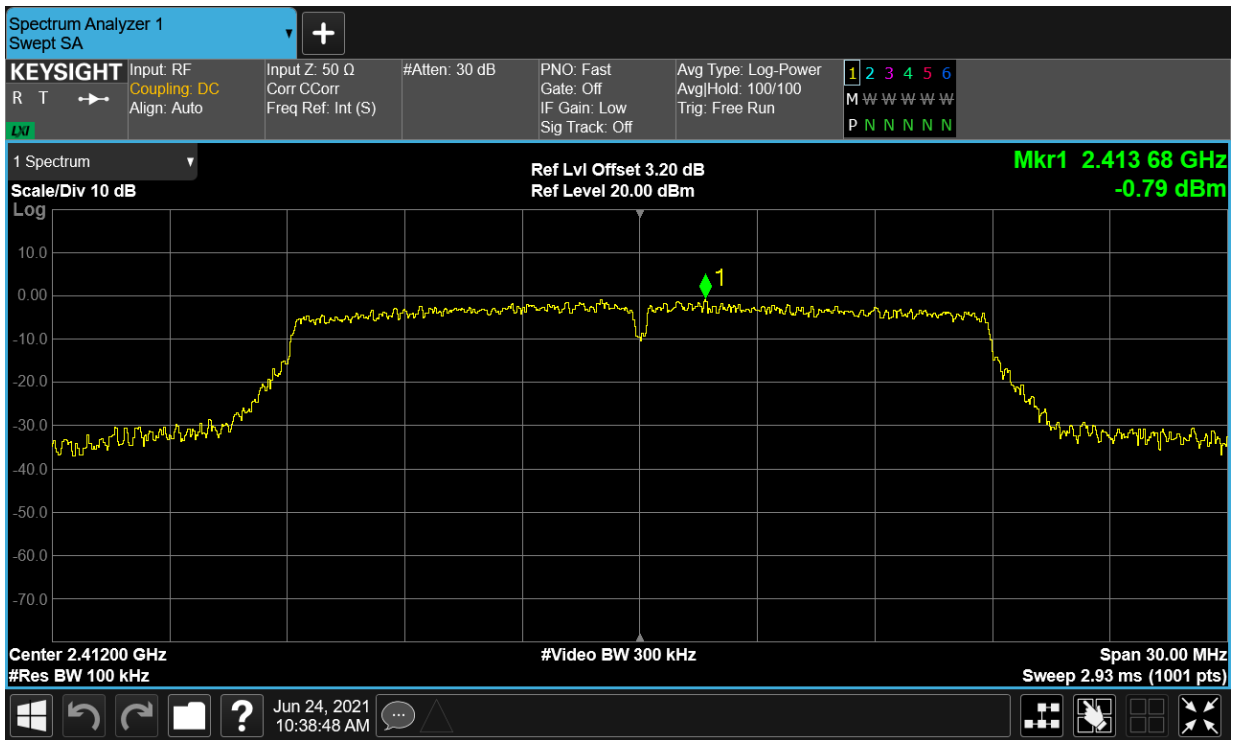 Spectrum Analyzer 1
Swept SA
+
KEYSIGHT Input: RF Input Z: 50 Ω #Atten: 30 dB PNO: Fast Avg Type: Log-Power 1 2 3 4 5 6
R T Coupling: DC Corr CCorr Gate: Off Avg|Hold: 100/100 M W W W W W W
Align: Auto Freq Ref: Int (S) IF Gain: Low Trig: Free Run
LXI Sig Track: Off P N N N N N N
1 Spectrum Ref Lvl Offset 3.20 dB Mkr1 2.413 68 GHz
Scale/Div 10 dB Ref Level 20.00 dBm -0.79 dBm
Log
10.0
1
0.00
-10.0
-20.0
-30.0
-40.0
-50.0
-60.0
-70.0
Center 2.41200 GHz #Video BW 300 kHz Span 30.00 MHz
#Res BW 100 kHz Sweep 2.93 ms (1001 pts)
? Jun 24, 2021
10:38:48 AM